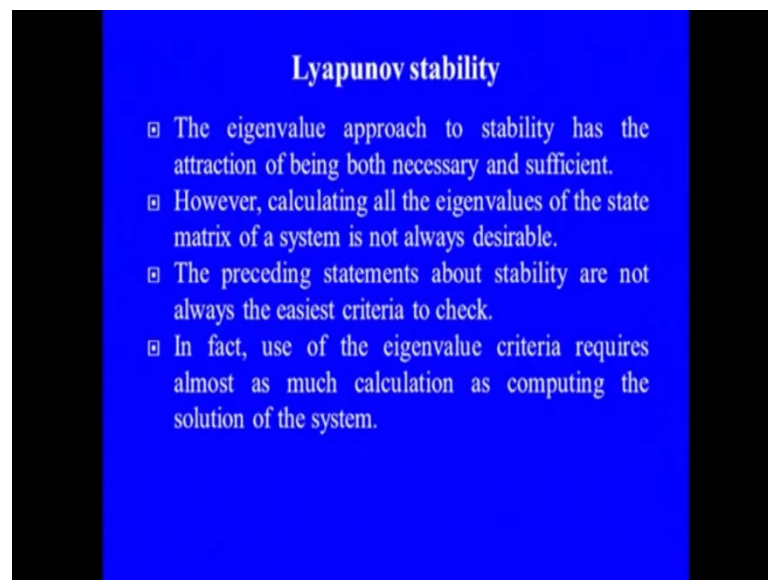 Lyapunov stability
The eigenvalue approach to stability has the
attraction of being both necessary and sufficient.
However, calculating all the eigenvalues of the state
matrix of a system is not always desirable.
The preceding statements about stability are not
always the easiest criteria to check.
In fact, use of the eigenvalue criteria requires
almost as much calculation as computing the
solution of the system.